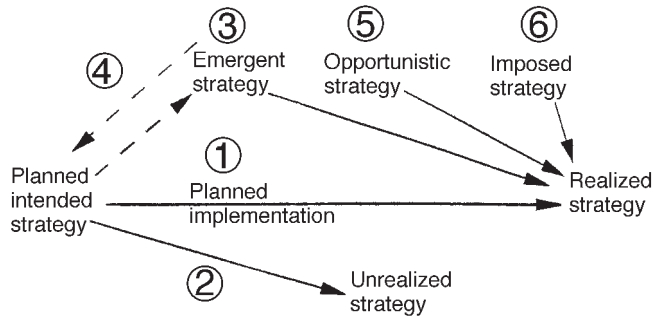 ③
⑤
⑥
④
Emergent
strategy
Opportunistic
strategy
Imposed
strategy
①
Planned
intended
strategy
Planned
implementation
Realized
strategy
②
Unrealized
strategy